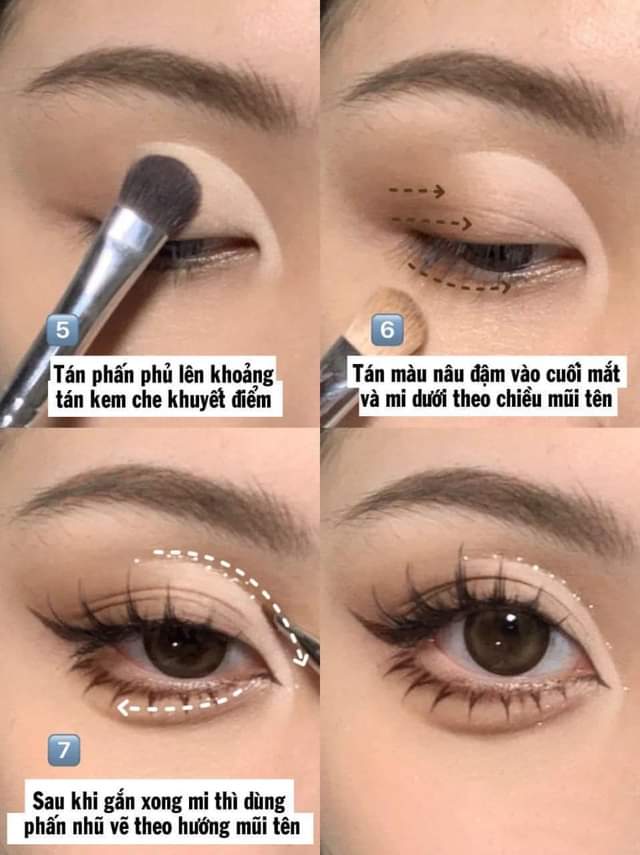 5
Tán phấn phủ lên khoảng
tán kem che khuyết điểm
6
Tán màu nâu đậm vào cuối mắt
và mi dưới theo chiều mũi tên
7
Sau khi gắn xong mi thì dùng
phấn nhũ vẽ theo hướng mũi tên